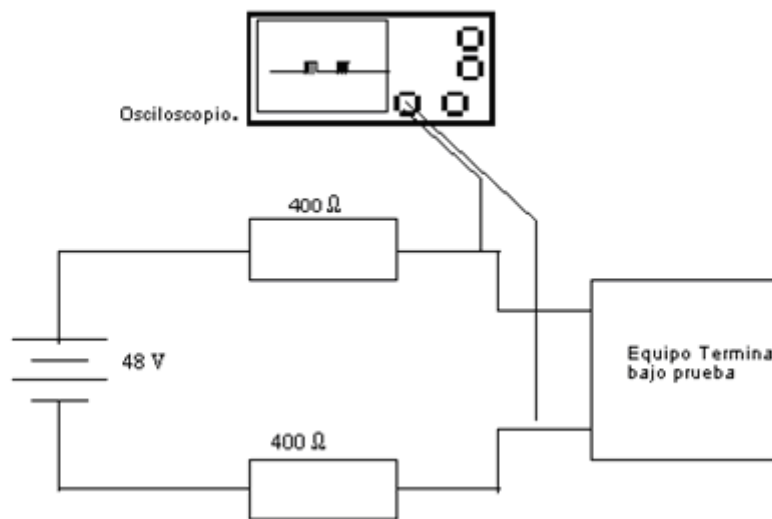 Osciloscopio.
400 Ω
48 V
Equipo Termina
bajo prueba
400 Ω